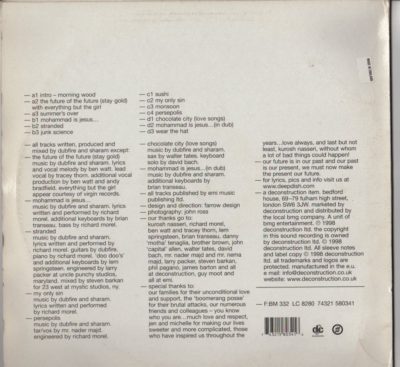 – a1 intro – morning wood
– a2 the future of the future (stay gold)
with everything but the girl
– a3 summer's over
– b1 mohammad is jesus...
– b2 stranded
– b3 junk science
– c1 sushi
– c2 my only sin
– c3 monsoon
– c4 persepolis
– d1 chocolate city (love songs)
– d2 mohammad is jesus...(in dub)
– d3 wear the hat
– all tracks written, produced and
mixed by dubfire and sharam except:
– the future of the future (stay gold)
music by dubfire and sharam. lyrics
and vocal melody by ben watt. lead
vocal by tracey thorn. additional vocal
production by ben watt and andy
bradfield. everything but the girl
appear courtesy of virgin records.
– mohammad is jesus...
music by dubfire and sharam. lyrics
written and performed by richard
morel. additional keyboards by brian
transeau, bass by richard morel.
– stranded
music by dubfire and sharam.
lyrics written and performed by
richard morel. guitars by dubfire,
piano by richard morel. 'doo doo's'
and additional keyboards by lem
springsteen. engineered by larry
packer at uncle punchy studios,
maryland. mixed by steven barkan
for 23 west at mystic studios, ny.
– my only sin
music by dubfire and sharam.
lyrics written and performed
by richard morel.
– persepolis
music by dubfire and sharam.
tar/vox by mr. nader majd.
engineered by richard morel.
– chocolate city (love songs)
music by dubfire and sharam.
sax by walter tates. keyboard
solo by david bach.
– mohammad is jesus...(in dub)
music by dubfire and sharam.
additional keyboards by
brian transeau.
– all tracks published by emi music
publishing ltd.
– design and direction: farrow design
– photography: john ross
– our thanks go to:
kurosh nasseri, richard morel,
ben watt and tracey thorn, lem
springsteen, brian transeau, danny
'mothа' taraglia, brother brown, john
'capital' allen, walter tates, david
bach, mr. nader majd and mr. nema
majd, larry packer, steven barkan,
phil pagano, james barton and all
at deconstruction, guy moot and
all at emi.
– special thanks to:
our families for their unconditional love
and support, the 'boomerang posse'
for their brutal attacks, our numerous
friends and colleagues – you know
who you are...much love and respect,
jen and michelle for making our lives
sweeter and more complicated, those
who have inspired us throughout the
years...love always, and last but not
least, kurosh nasseri, without whom
a lot of bad things could happen!
– our future is in our past and our past
is our present, we must now make
the present our future.
– for lyrics, pics and info visit us at
www.deepdish.com
– a deconstruction item. bedford
house, 69–79 fulham high street,
london SW6 3JW. marketed by
deconstruction and distributed by
the local bmg company. A unit of
bmg entertainment. ℗ 1998
deconstruction ltd. the copyright
in this sound recording is owned
by deconstruction ltd. © 1998
deconstruction ltd. All sleeve notes
and label copy © 1998 deconstruction
ltd. all trademarks and logos are
protected. manufactured in the e.u.
e mail: info@deconstruction.co.uk
website: www.deconstruction.co.uk
– F:BM 332 LC 8280 74321 580341
dc